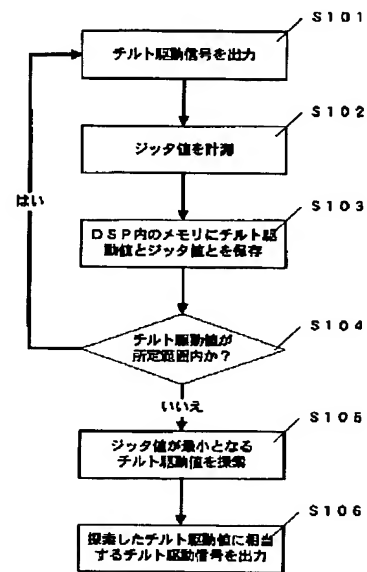 S101
チルト駆動信号を出力
S102
ジッタ値を計測
はい
S103
DSP内のメモリにチルト駆
動値とジッタ値とを保存
S104
チルト駆動値が
所定範囲内か？
いいえ
S105
ジッタ値が最小となる
チルト駆動値を探索
S106
探索したチルト駆動値に相当
するチルト駆動信号を出力